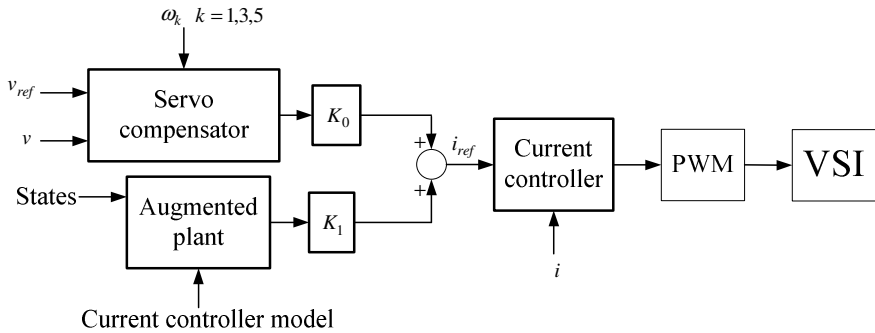 ω_k k = 1,3,5
v_ref
v
Servo
compensator
K_0
+
i_ref
+
Current
controller
PWM
VSI
States
Augmented
plant
K_1
i
Current controller model